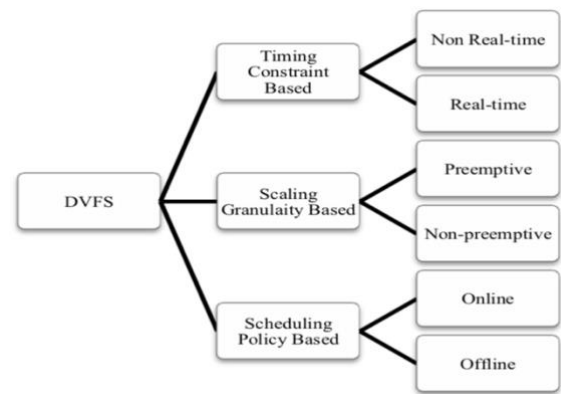 DVFS
Timing
Constraint
Based
Non Real-time
Real-time
Scaling
Granulaity Based
Preemptive
Non-preemptive
Scheduling
Policy Based
Online
Offline